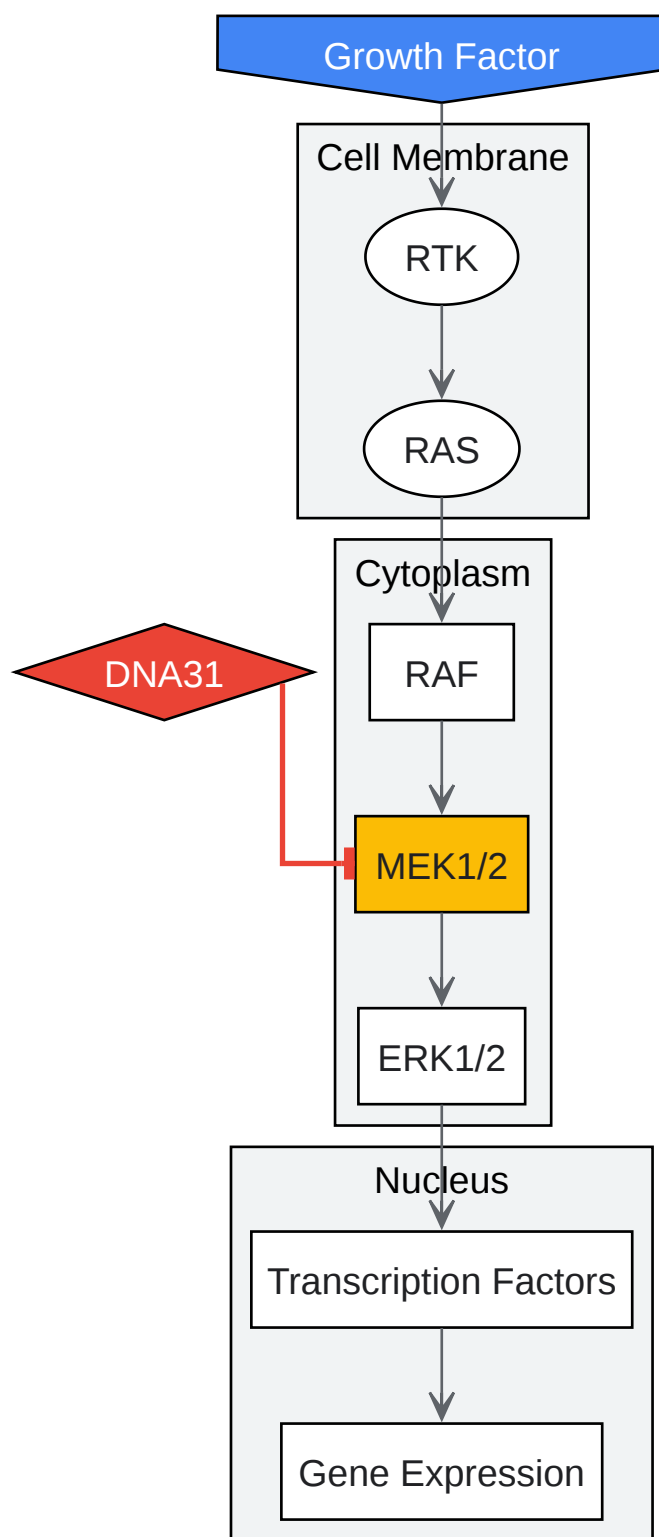 Growth Factor
Cell Membrane
RTK
RAS
Cytoplasm
DNA31
RAF
MEK1/2
ERK1/2
Nucleus
Transcription Factors
Gene Expression